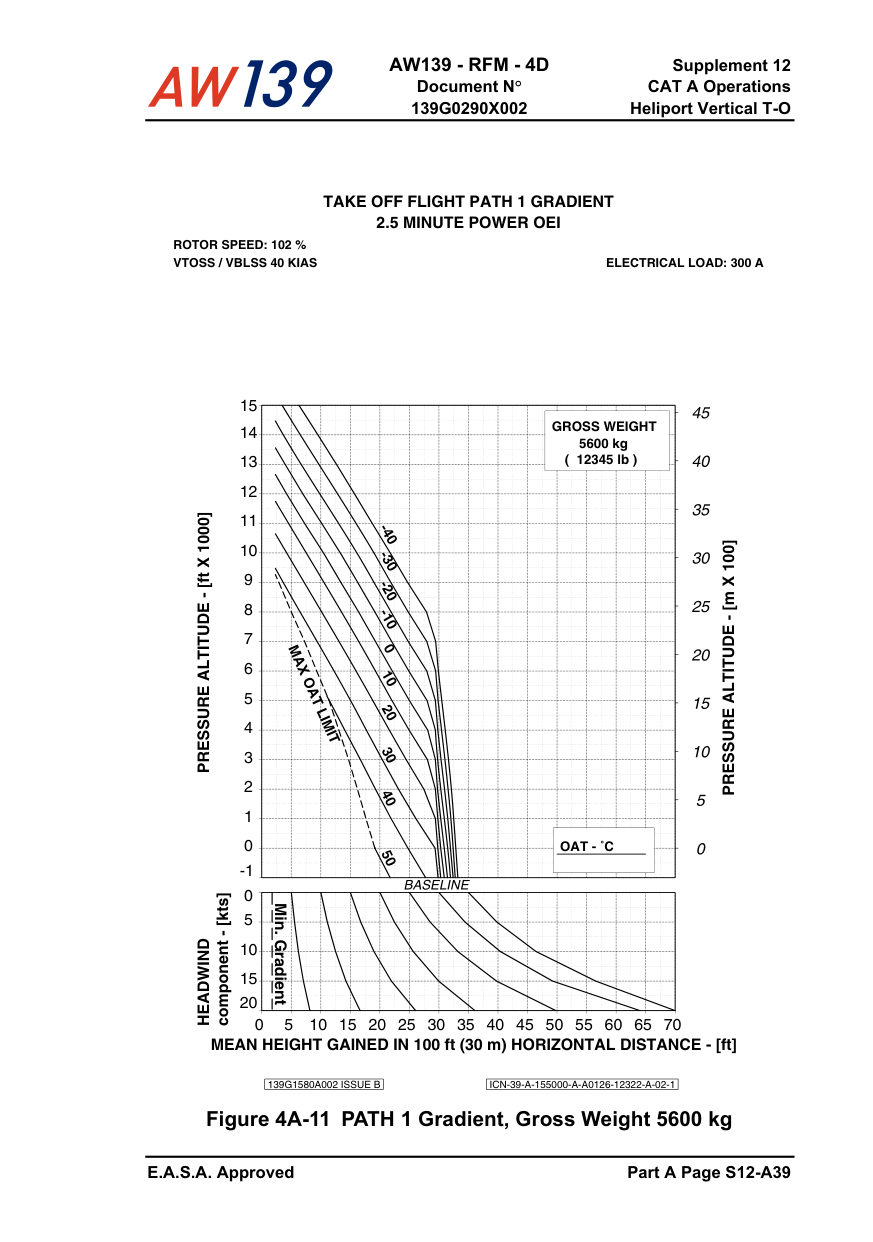 AW139
AW139 - RFM - 4D
Document N°
139G0290X002
Supplement 12
CAT A Operations
Heliport Vertical T-O
TAKE OFF FLIGHT PATH 1 GRADIENT
2.5 MINUTE POWER OEI
ROTOR SPEED: 102 %
VTOSS / VBLSS 40 KIAS
ELECTRICAL LOAD: 300 A
GROSS WEIGHT
5600 kg
( 12345 lb )
PRESSURE ALTITUDE - [ft X 1000]
15
14
13
12
11
10
9
8
7
6
5
4
3
2
1
0
-1
-40
-30
-20
-10
0
10
20
30
40
50
MAX OAT LIMIT
OAT - °C
45
40
35
30
25
20
15
10
5
0
PRESSURE ALTITUDE - [m X 100]
BASELINE
HEADWIND
component - [kts]
0
5
10
15
20
Min. Gradient
0 5 10 15 20 25 30 35 40 45 50 55 60 65 70
MEAN HEIGHT GAINED IN 100 ft (30 m) HORIZONTAL DISTANCE - [ft]
139G1580A002 ISSUE B
ICN-39-A-155000-A-A0126-12322-A-02-1
Figure 4A-11 PATH 1 Gradient, Gross Weight 5600 kg
E.A.S.A. Approved
Part A Page S12-A39